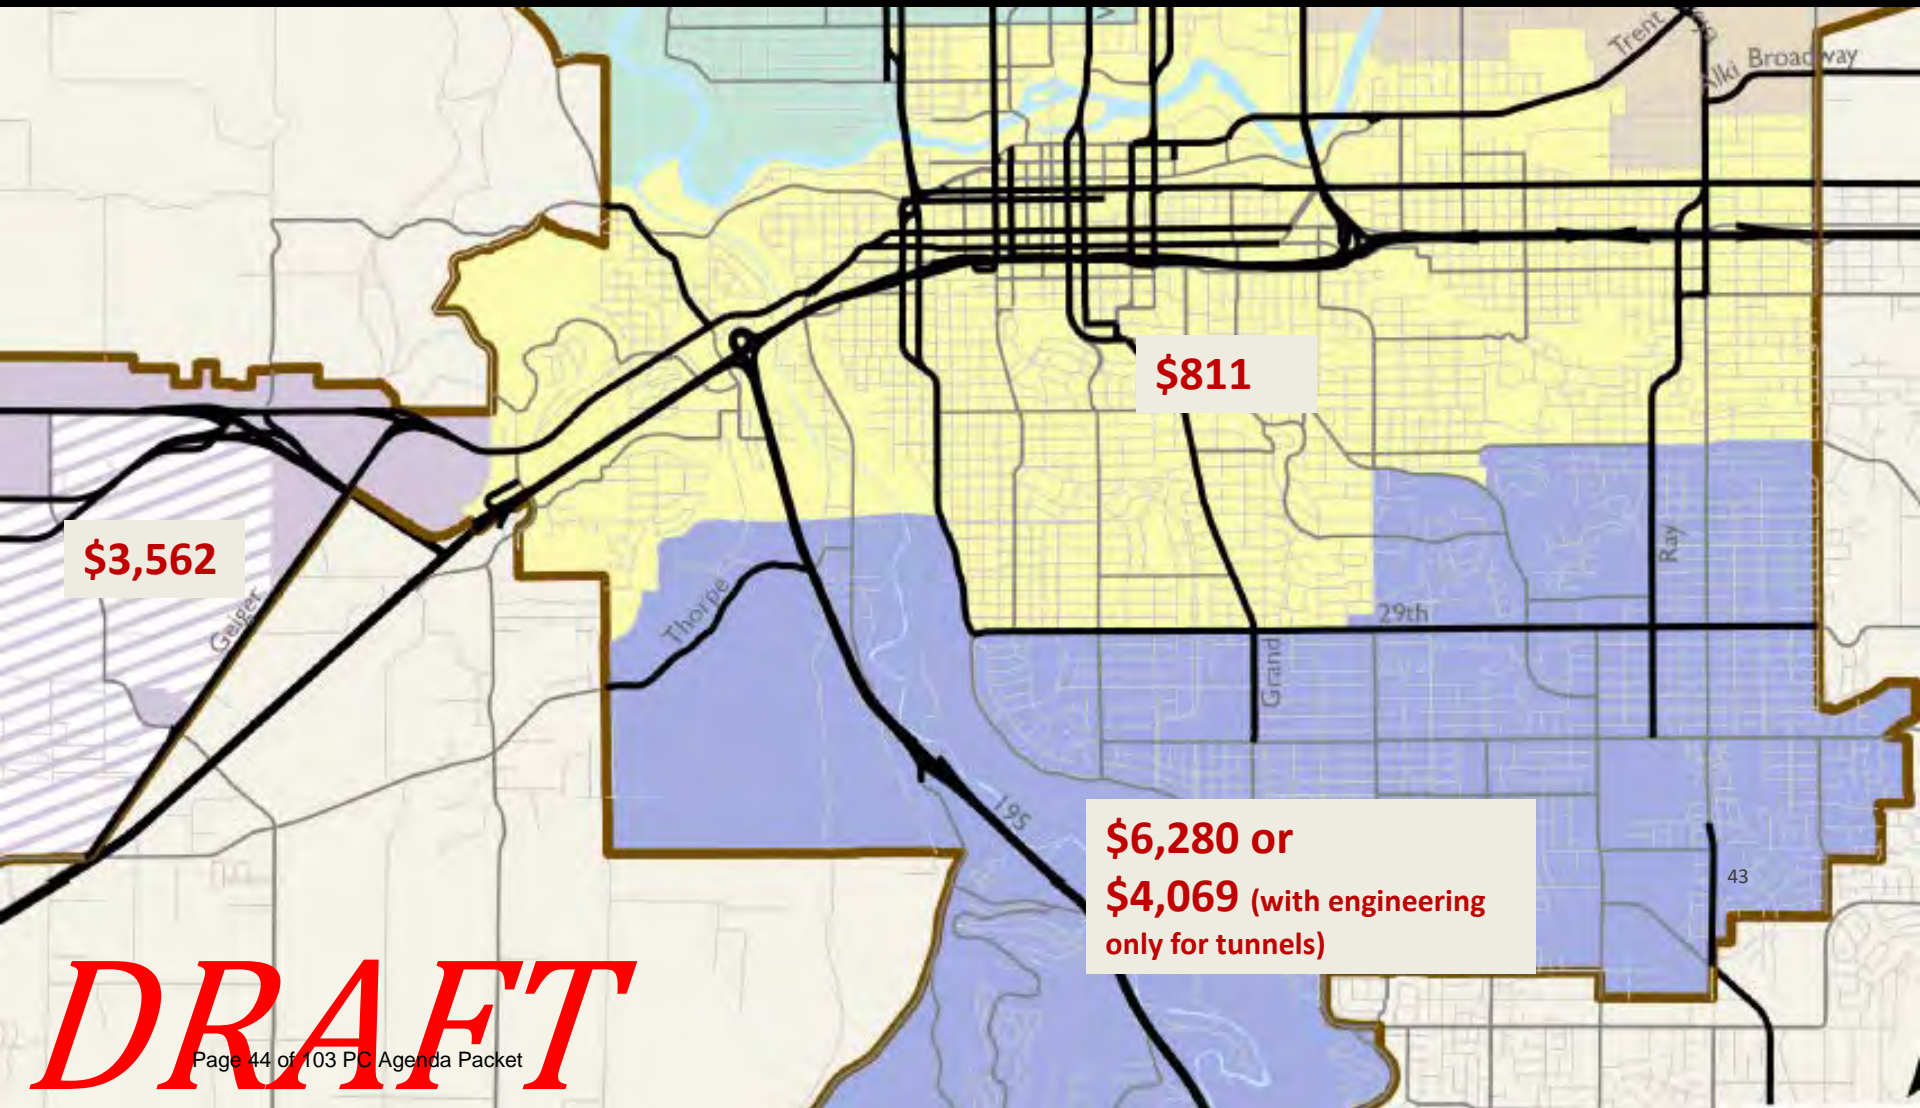 Trent
Alki
Broadway
$811
$3,562
Geiger
Thorpe
Ray
29th
Grand
195
$6,280 or
$4,069 (with engineering
only for tunnels)
43
DRAFT
Page 44 of 103 PC Agenda Packet